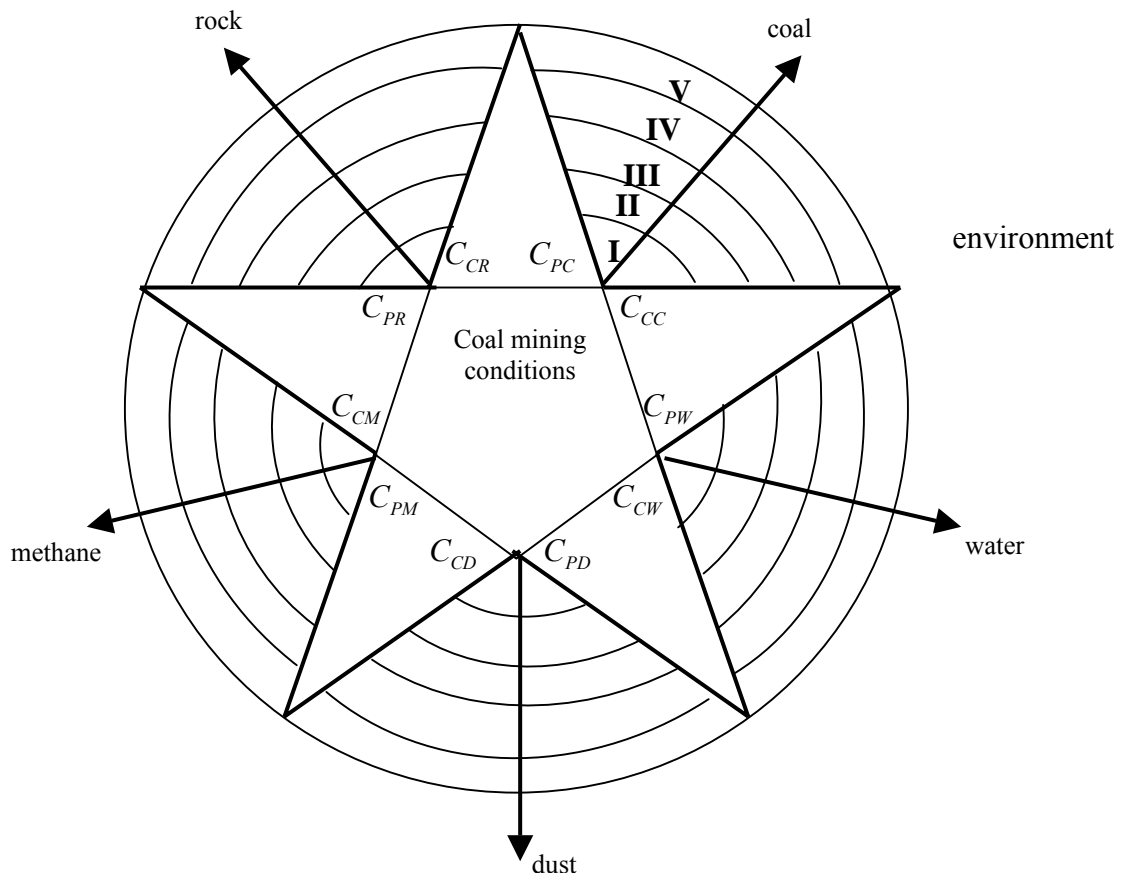 rock
coal
V
IV
III
II
I
environment
C_CR
C_PC
C_PR
C_CC
Coal mining
conditions
C_CM
C_PW
C_PM
C_CW
methane
water
C_CD
C_PD
dust